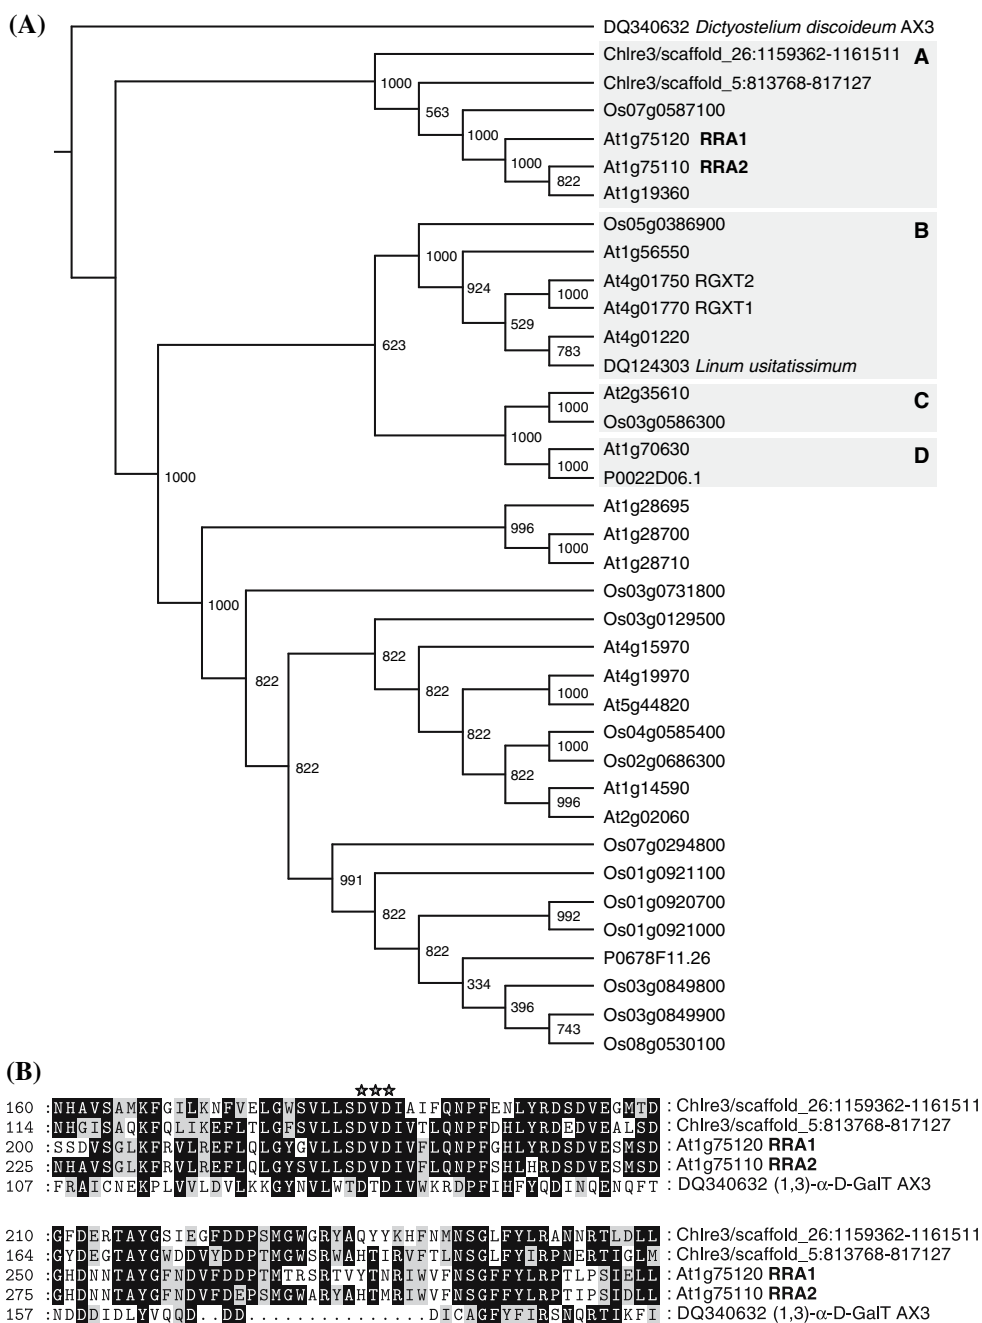 (A)
DQ340632 Dictyostelium discoideum AX3
Chlre3/scaffold_26:1159362-1161511 A
1000
Chlre3/scaffold_5:813768-817127
563
Os07g0587100
1000
At1g75120 RRA1
1000
At1g75110 RRA2
822
At1g19360
Os05g0386900
B
1000
At1g56550
924
At4g01750 RGXT2
1000
At4g01770 RGXT1
529
At4g01220
623
783
DQ124303 Linum usitatissimum
At2g35610
C
1000
Os03g0586300
1000
At1g70630
D
1000
P0022D06.1
1000
At1g28695
996
At1g28700
1000
At1g28710
Os03g0731800
1000
Os03g0129500
At4g15970
822
At4g19970
822
822
1000
At5g44820
Os04g0585400
822
1000
Os02g0686300
822
822
At1g14590
996
At2g02060
Os07g0294800
991
Os01g0921100
Os01g0920700
822
992
Os01g0921000
822
P0678F11.26
334
Os03g0849800
396
Os03g0849900
743
Os08g0530100
(B)
160 :NHAVSAMKFGILKNFVELGWSVLLSDVDIAIFQNPFENLYRDSDVEGMTD : Chlre3/scaffold_26:1159362-1161511
114 :NHGISAQKFQLIKEFLTLGFSVLLSDVDIVTLQNPFDHLYRDEDVEALSD : Chlre3/scaffold_5:813768-817127
200 :SSDVSGLKFRVLREFLQLGYGVLLSDVDIVFLQNPFGHLYRDSDVESMSD : At1g75120 RRA1
225 :NHAVSGLKFRVLREFLQLGYSVLLSDVDIVFLQNPFSHLHRDSDVESMSD : At1g75110 RRA2
107 :FRAICNEKPLVVLDVLKKGYNVLWTDTDIVWKRDPFIHFYQDINQENQFT : DQ340632 (1,3)-α-D-GalT AX3
210 :GFDERTAYGSIEGFDDPSMGWGRYAQYYKHFNMNSGLFYLRANNRTLDLL : Chlre3/scaffold_26:1159362-1161511
164 :GYDEGTAYGWDDVYDDPTMGWSRWAHTIRVFTLNSGLFYIRPNERTIGLM : Chlre3/scaffold_5:813768-817127
250 :GHDNNTAYGFNDVFDDPTMTRSRTVYTNRIWVFNSGFFYLRPTLPSIELL : At1g75120 RRA1
275 :GHDNNTAYGFNDVFDEPSMGWARYAHTMRIWVFNSGFFYLRPTIPSIDLL : At1g75110 RRA2
157 :NDDDIDLYVQQD..DD...............DICAGFYFIRSNQRTIKFI : DQ340632 (1,3)-α-D-GalT AX3